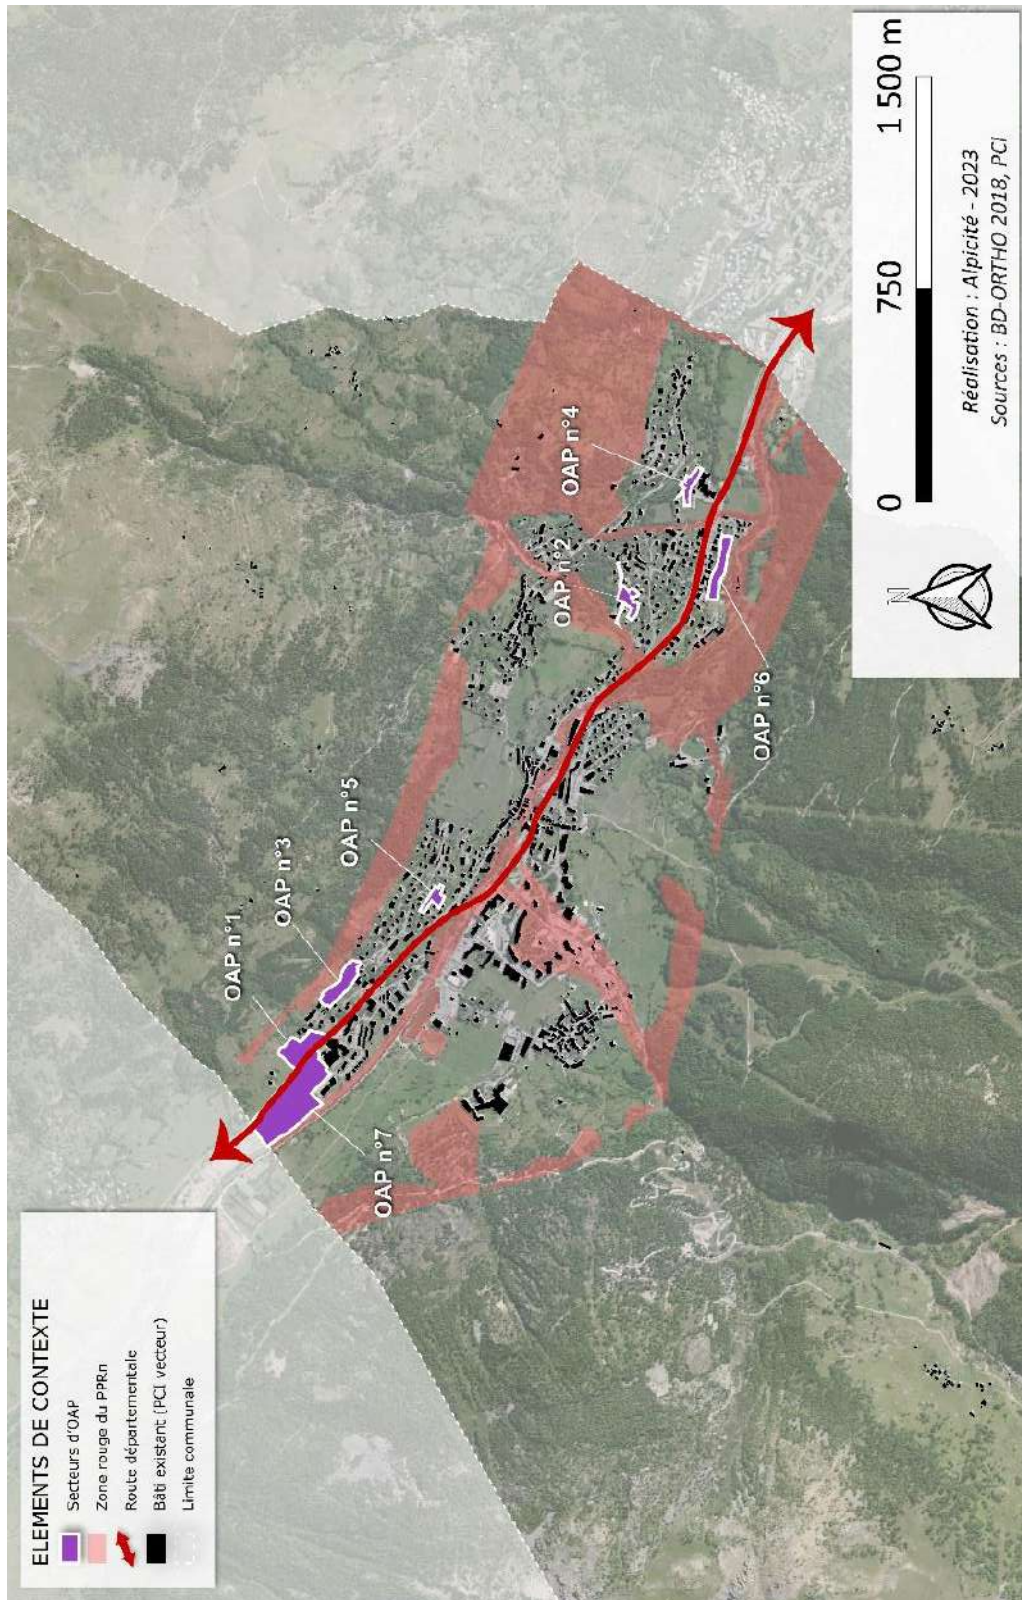 ELEMENTS DE CONTEXTE
Secteurs d'OAP
Zone rouge du PPRn
Route départementale
Bâti existant (PCI vecteur)
Limite communale
OAP n°7
OAP n°1
OAP n°3
OAP n°5
OAP n°6
OAP n°2
OAP n°4
N
0 750 1 500 m
Réalisation : Alpicité - 2023
Sources : BD-ORTHO 2018, PCI